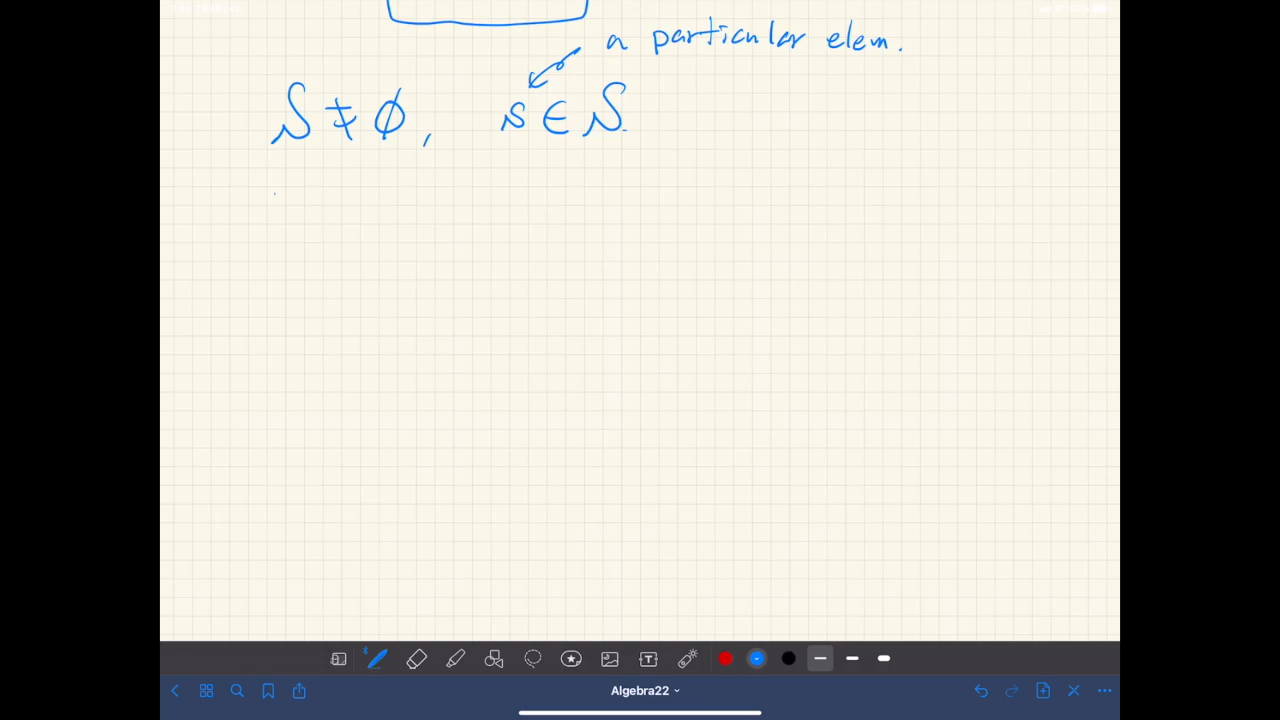 a particular elem.
S ≠ ϕ, s ∈ S.
Algebra22